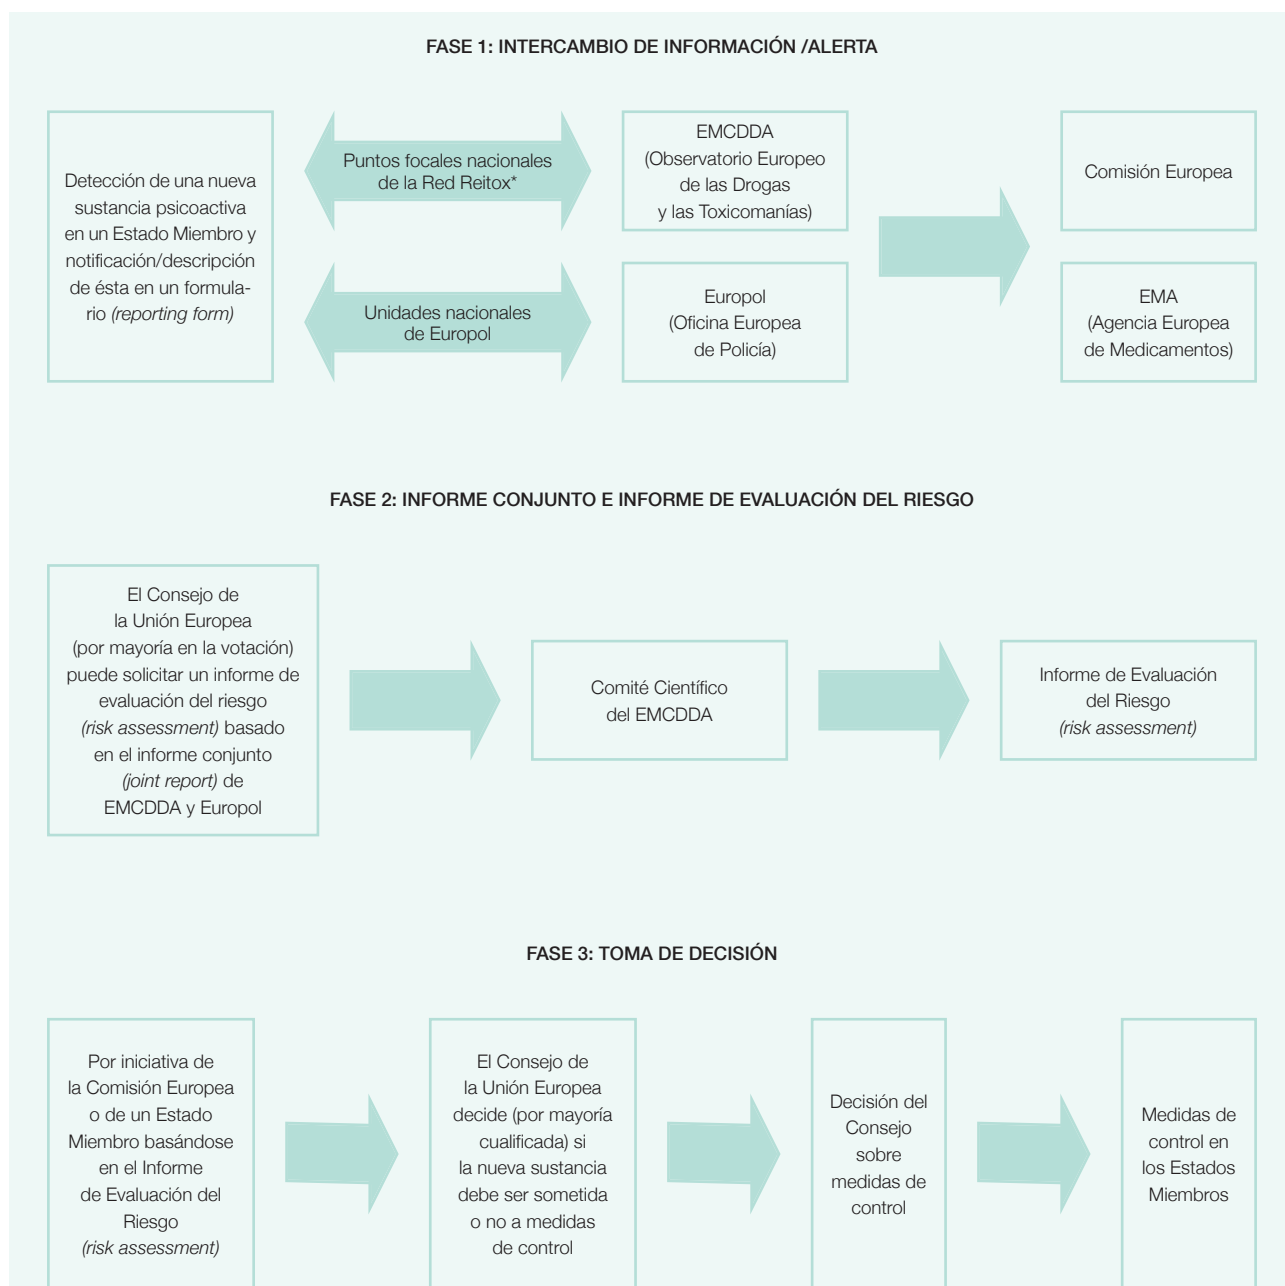 FASE 1: INTERCAMBIO DE INFORMACIÓN /ALERTA
Detección de una nueva
sustancia psicoactiva
en un Estado Miembro y
notificación/descripción
de ésta en un formula-
rio (reporting form)
Puntos focales nacionales
de la Red Reitox*
Unidades nacionales
de Europol
EMCDDA
(Observatorio Europeo
de las Drogas
y las Toxicomanías)
Europol
(Oficina Europea
de Policía)
Comisión Europea
EMA
(Agencia Europea
de Medicamentos)
FASE 2: INFORME CONJUNTO E INFORME DE EVALUACIÓN DEL RIESGO
El Consejo de
la Unión Europea
(por mayoría en la votación)
puede solicitar un informe de
evaluación del riesgo
(risk assessment) basado
en el informe conjunto
(joint report) de
EMCDDA y Europol
Comité Científico
del EMCDDA
Informe de Evaluación
del Riesgo
(risk assessment)
FASE 3: TOMA DE DECISIÓN
Por iniciativa de
la Comisión Europea
o de un Estado
Miembro basándose
en el Informe
de Evaluación del
Riesgo
(risk assessment)
El Consejo de
la Unión Europea
decide (por mayoría
cualificada) si
la nueva sustancia
debe ser sometida
o no a medidas
de control
Decisión del
Consejo
sobre
medidas de
control
Medidas de
control en
los Estados
Miembros